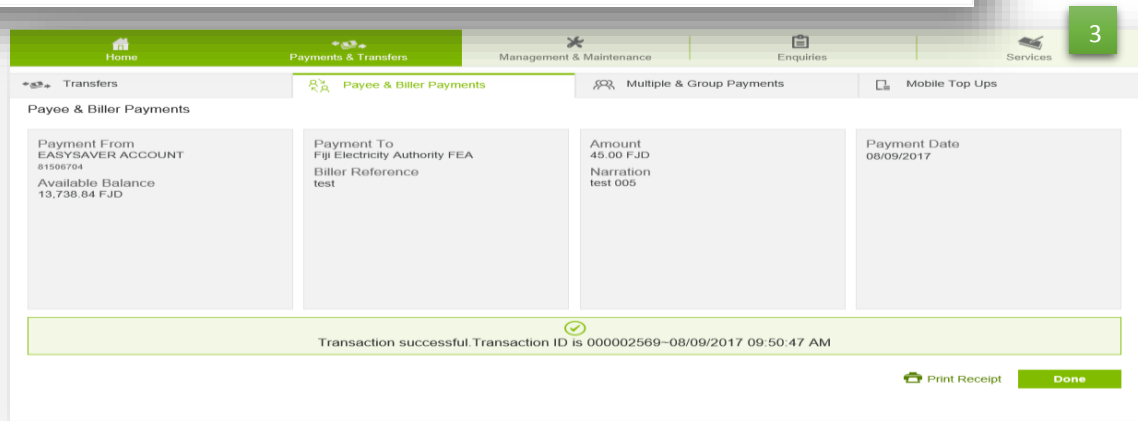 3
Home
Payments & Transfers
Management & Maintenance
Enquiries
Services
Transfers
Payee & Biller Payments
Multiple & Group Payments
Mobile Top Ups
Payee & Biller Payments
Payment From
EASYSAVER ACCOUNT
81506704
Available Balance
13,738.84 FJD
Payment To
Fiji Electricity Authority FEA
Biller Reference
test
Amount
45.00 FJD
Narration
test 005
Payment Date
08/09/2017
Transaction successful.Transaction ID is 000002569~08/09/2017 09:50:47 AM
Print Receipt
Done